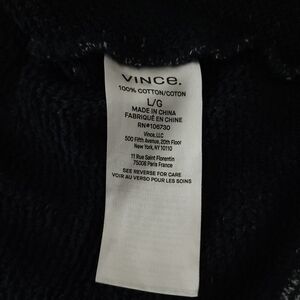 VINCE.
100% COTTON/COTON
L/G
MADE IN CHINA
FABRIQUÉ EN CHINE
RN#106730
Vince, LLC
500 Fifth Avenue, 20th Floor
New York, NY 10110
11 Rue Saint Florentin
75008 Paris France
SEE REVERSE FOR CARE
VOIR AU VERSO POUR LES SOINS